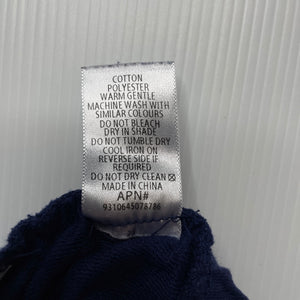 COTTON
POLYESTER
WARM GENTLE
MACHINE WASH WITH
SIMILAR COLOURS
DO NOT BLEACH
DRY IN SHADE
DO NOT TUMBLE DRY
COOL IRON ON
REVERSE SIDE IF
REQUIRED
DO NOT DRY CLEAN
MADE IN CHINA
APN#
9310645078786